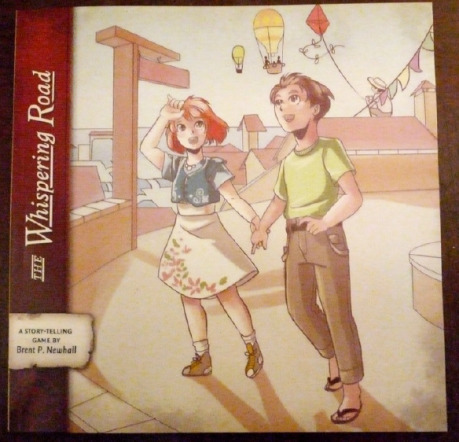 THE Whispering Road
A STORY-TELLING
GAME BY
Brent P. Newhall